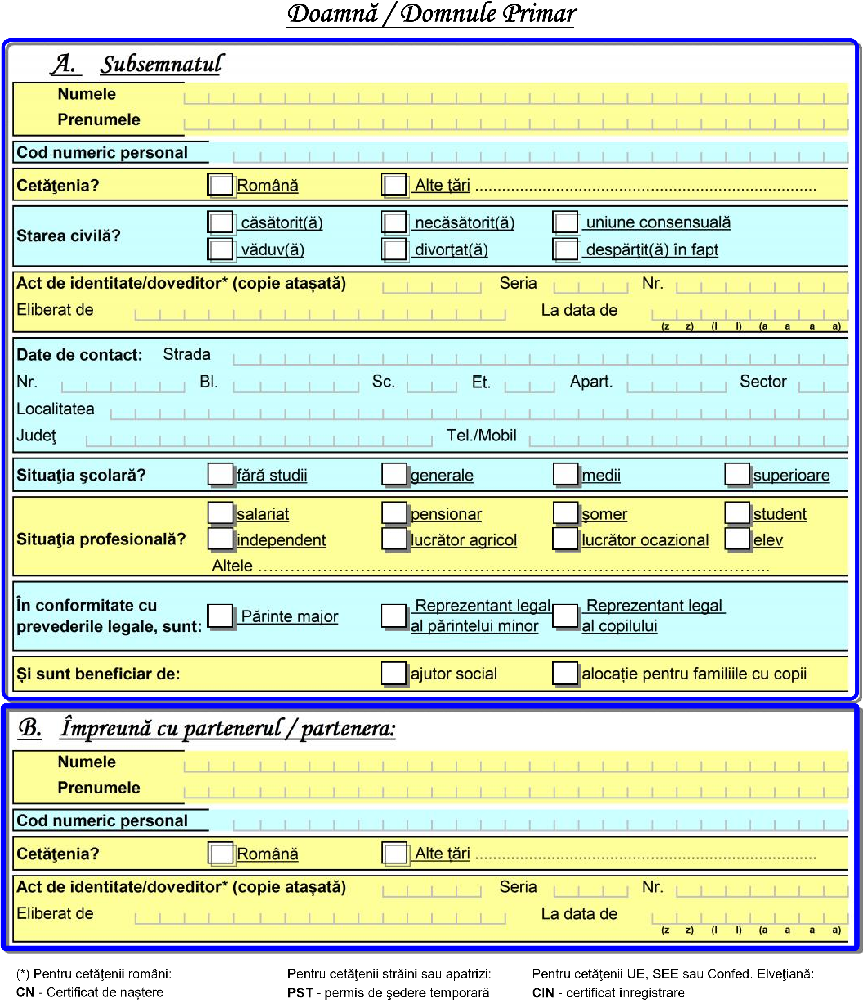 Doamnă / Domnule Primar
A. Subsemnatul
Numele
Prenumele
Cod numeric personal
Cetăţenia? Română Alte țări ................................................................................
Starea civilă? căsătorit(ă) necăsătorit(ă) uniune consensuală
văduv(ă) divorţat(ă) despărţit(ă) în fapt
Act de identitate/doveditor* (copie atașată) Seria Nr.
Eliberat de La data de
(z z) (l l) (a a a a)
Date de contact: Strada
Nr. Bl. Sc. Et. Apart. Sector
Localitatea
Judeţ Tel./Mobil
Situaţia şcolară? fără studii generale medii superioare
Situaţia profesională? salariat pensionar şomer student
independent lucrător agricol lucrător ocazional elev
Altele ................................................................................
În conformitate cu prevederile legale, sunt: Părinte major Reprezentant legal al părintelui minor Reprezentant legal al copilului
Și sunt beneficiar de: ajutor social alocație pentru familiile cu copii
B. Împreună cu partenerul / partenera:
Numele
Prenumele
Cod numeric personal
Cetăţenia? Română Alte țări ................................................................................
Act de identitate/doveditor* (copie atașată) Seria Nr.
Eliberat de La data de
(z z) (l l) (a a a a)
(*) Pentru cetăţenii români: Pentru cetăţenii străini sau apatrizi: Pentru cetăţenii UE, SEE sau Confed. Elveţiană:
CN - Certificat de naștere PST - permis de şedere temporară CIN - certificat înregistrare